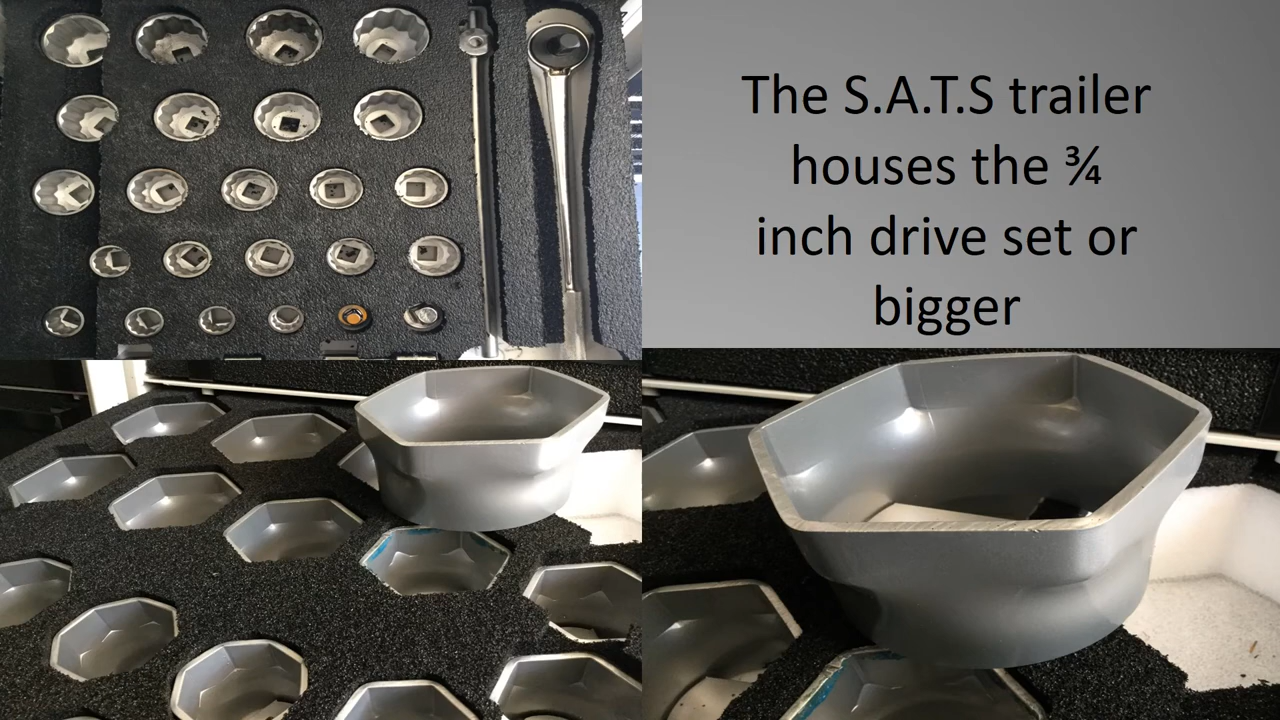 The S.A.T.S trailer
houses the ¾
inch drive set or
bigger